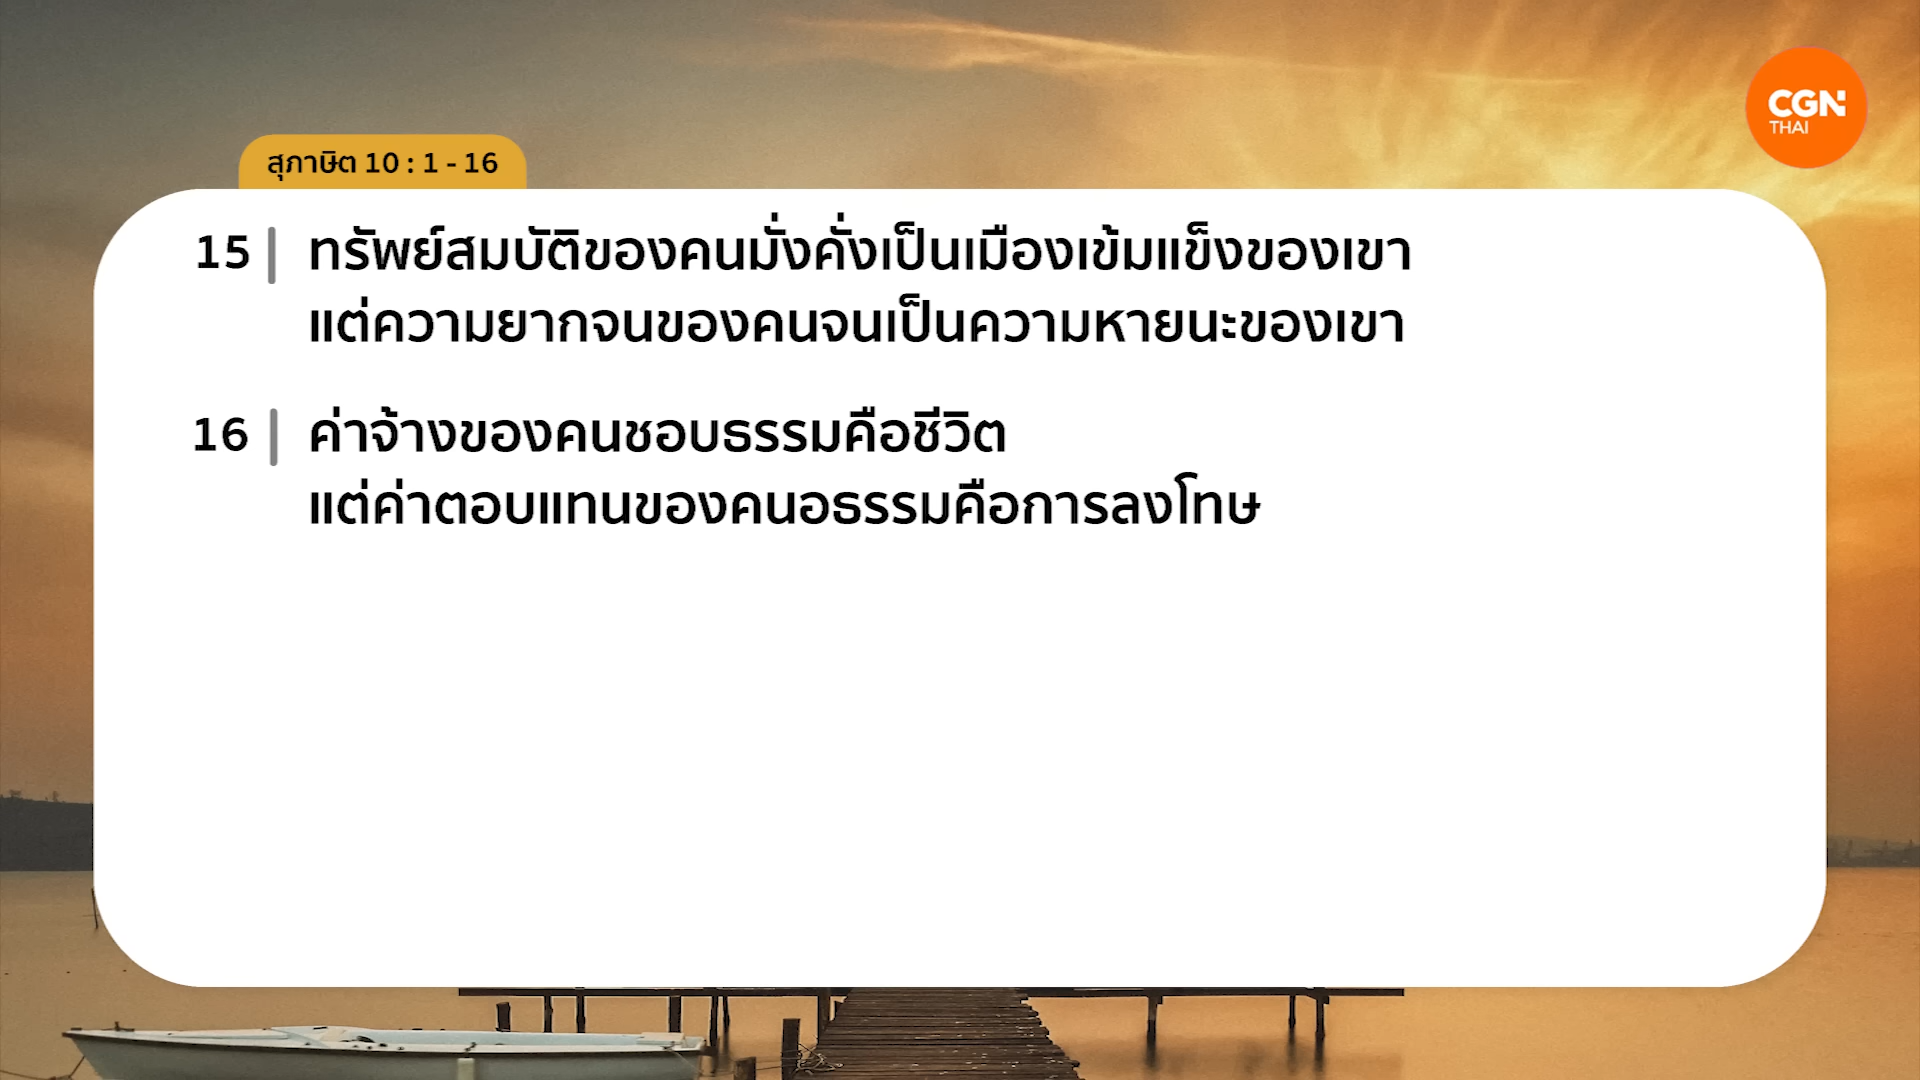 CGN
THAI
สุภาษิต 10 : 1 - 16
15 | ทรัพย์สมบัติของคนมั่งคั่งเป็นเมืองเข้มแข็งของเขา
แต่ความยากจนของคนจนเป็นความหายนะของเขา
16 | ค่าจ้างของคนชอบธรรมคือชีวิต
แต่ค่าตอบแทนของคนอธรรมคือการลงโทษ